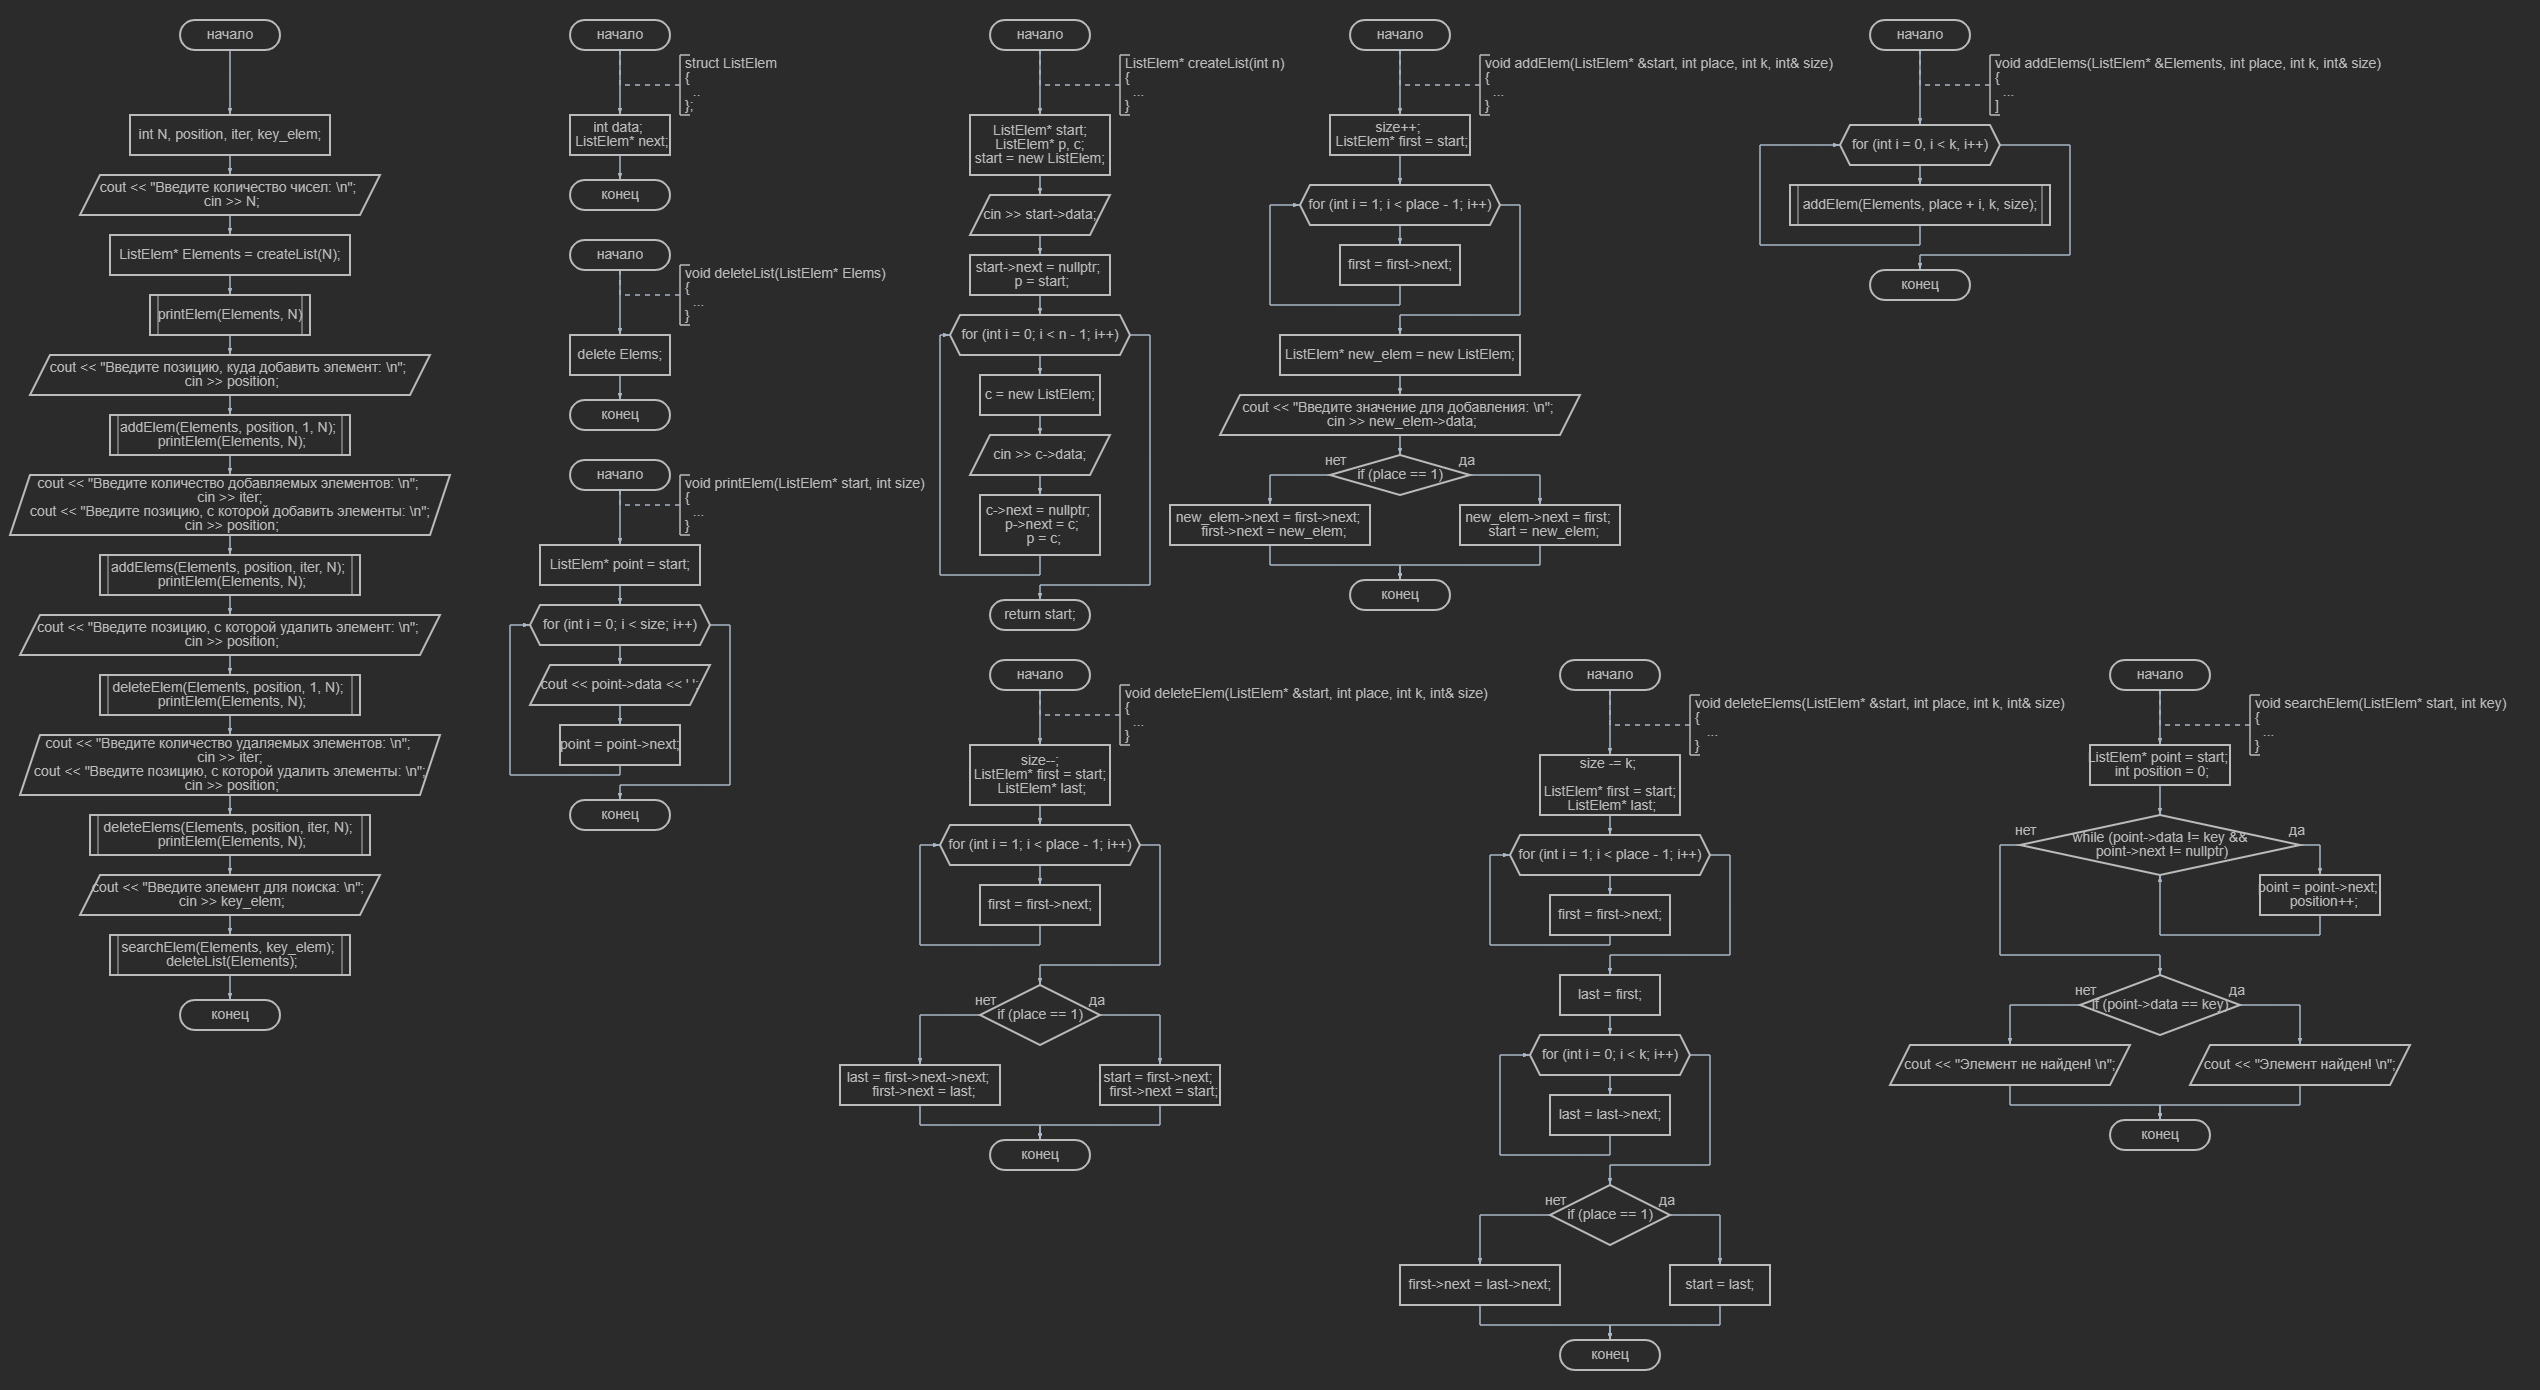 начало
int N, position, iter, key_elem;
cout << "Введите количество чисел: \n";
cin >> N;
ListElem* Elements = createList(N);
printElem(Elements, N)
cout << "Введите позицию, куда добавить элемент: \n";
cin >> position;
addElem(Elements, position, 1, N);
printElem(Elements, N);
cout << "Введите количество добавляемых элементов: \n";
cin >> iter;
cout << "Введите позицию, с которой добавить элементы: \n";
cin >> position;
addElems(Elements, position, iter, N);
printElem(Elements, N);
cout << "Введите позицию, с которой удалить элемент: \n";
cin >> position;
deleteElem(Elements, position, 1, N);
printElem(Elements, N);
cout << "Введите количество удаляемых элементов: \n";
cin >> iter;
cout << "Введите позицию, с которой удалить элементы: \n";
cin >> position;
deleteElems(Elements, position, iter, N);
printElem(Elements, N);
cout << "Введите элемент для поиска: \n";
cin >> key_elem;
searchElem(Elements, key_elem);
deleteList(Elements);
конец
начало
struct ListElem
{
..
};
int data;
ListElem* next;
конец
начало
void deleteList(ListElem* Elems)
{
...
}
delete Elems;
конец
начало
void printElem(ListElem* start, int size)
{
...
}
ListElem* point = start;
for (int i = 0; i < size; i++)
cout << point->data << ' ';
point = point->next;
конец
начало
ListElem* createList(int n)
{
...
}
ListElem* start;
ListElem* p, c;
start = new ListElem;
cin >> start->data;
start->next = nullptr;
p = start;
for (int i = 0; i < n - 1; i++)
c = new ListElem;
cin >> c->data;
c->next = nullptr;
p->next = c;
p = c;
return start;
начало
void addElem(ListElem* &start, int place, int k, int& size)
{
...
}
size++;
ListElem* first = start;
for (int i = 1; i < place - 1; i++)
first = first->next;
ListElem* new_elem = new ListElem;
cout << "Введите значение для добавления: \n";
cin >> new_elem->data;
нет
if (place == 1)
да
new_elem->next = first->next;
first->next = new_elem;
new_elem->next = first;
start = new_elem;
конец
начало
void addElems(ListElem* &Elements, int place, int k, int& size)
{
...
]
for (int i = 0, i < k, i++)
addElem(Elements, place + i, k, size);
конец
начало
void deleteElem(ListElem* &start, int place, int k, int& size)
{
...
}
size--;
ListElem* first = start;
ListElem* last;
for (int i = 1; i < place - 1; i++)
first = first->next;
нет
if (place == 1)
да
last = first->next->next;
first->next = last;
start = first->next;
first->next = start;
конец
начало
void deleteElems(ListElem* &start, int place, int k, int& size)
{
...
}
size -= k;
ListElem* first = start;
ListElem* last;
for (int i = 1; i < place - 1; i++)
first = first->next;
last = first;
for (int i = 0; i < k; i++)
last = last->next;
нет
if (place == 1)
да
first->next = last->next;
start = last;
конец
начало
void searchElem(ListElem* start, int key)
{
...
}
ListElem* point = start;
int position = 0;
нет
while (point->data != key &&
point->next != nullptr)
да
point = point->next;
position++;
нет
if (point->data == key)
да
cout << "Элемент не найден! \n";
cout << "Элемент найден! \n";
конец